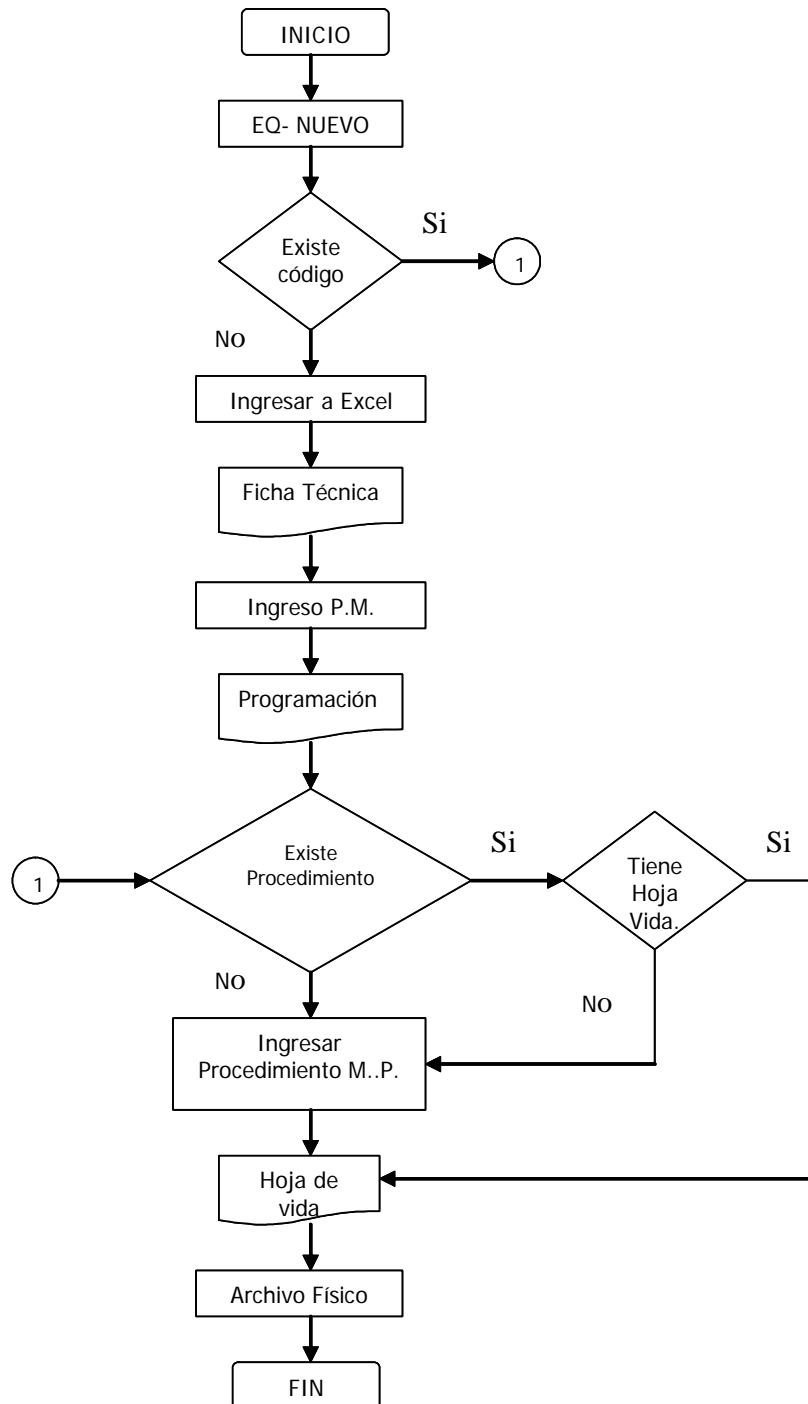 INICIO
EQ- NUEVO
Si
Existe
código
1
No
Ingresar a Excel
Ficha Técnica
Ingreso P.M.
Programación
Existe
Procedimiento
Si
Tiene
Hoja
Vida.
Si
1
No
No
Ingresar
Procedimiento M..P.
Hoja de
vida
Archivo Físico
FIN